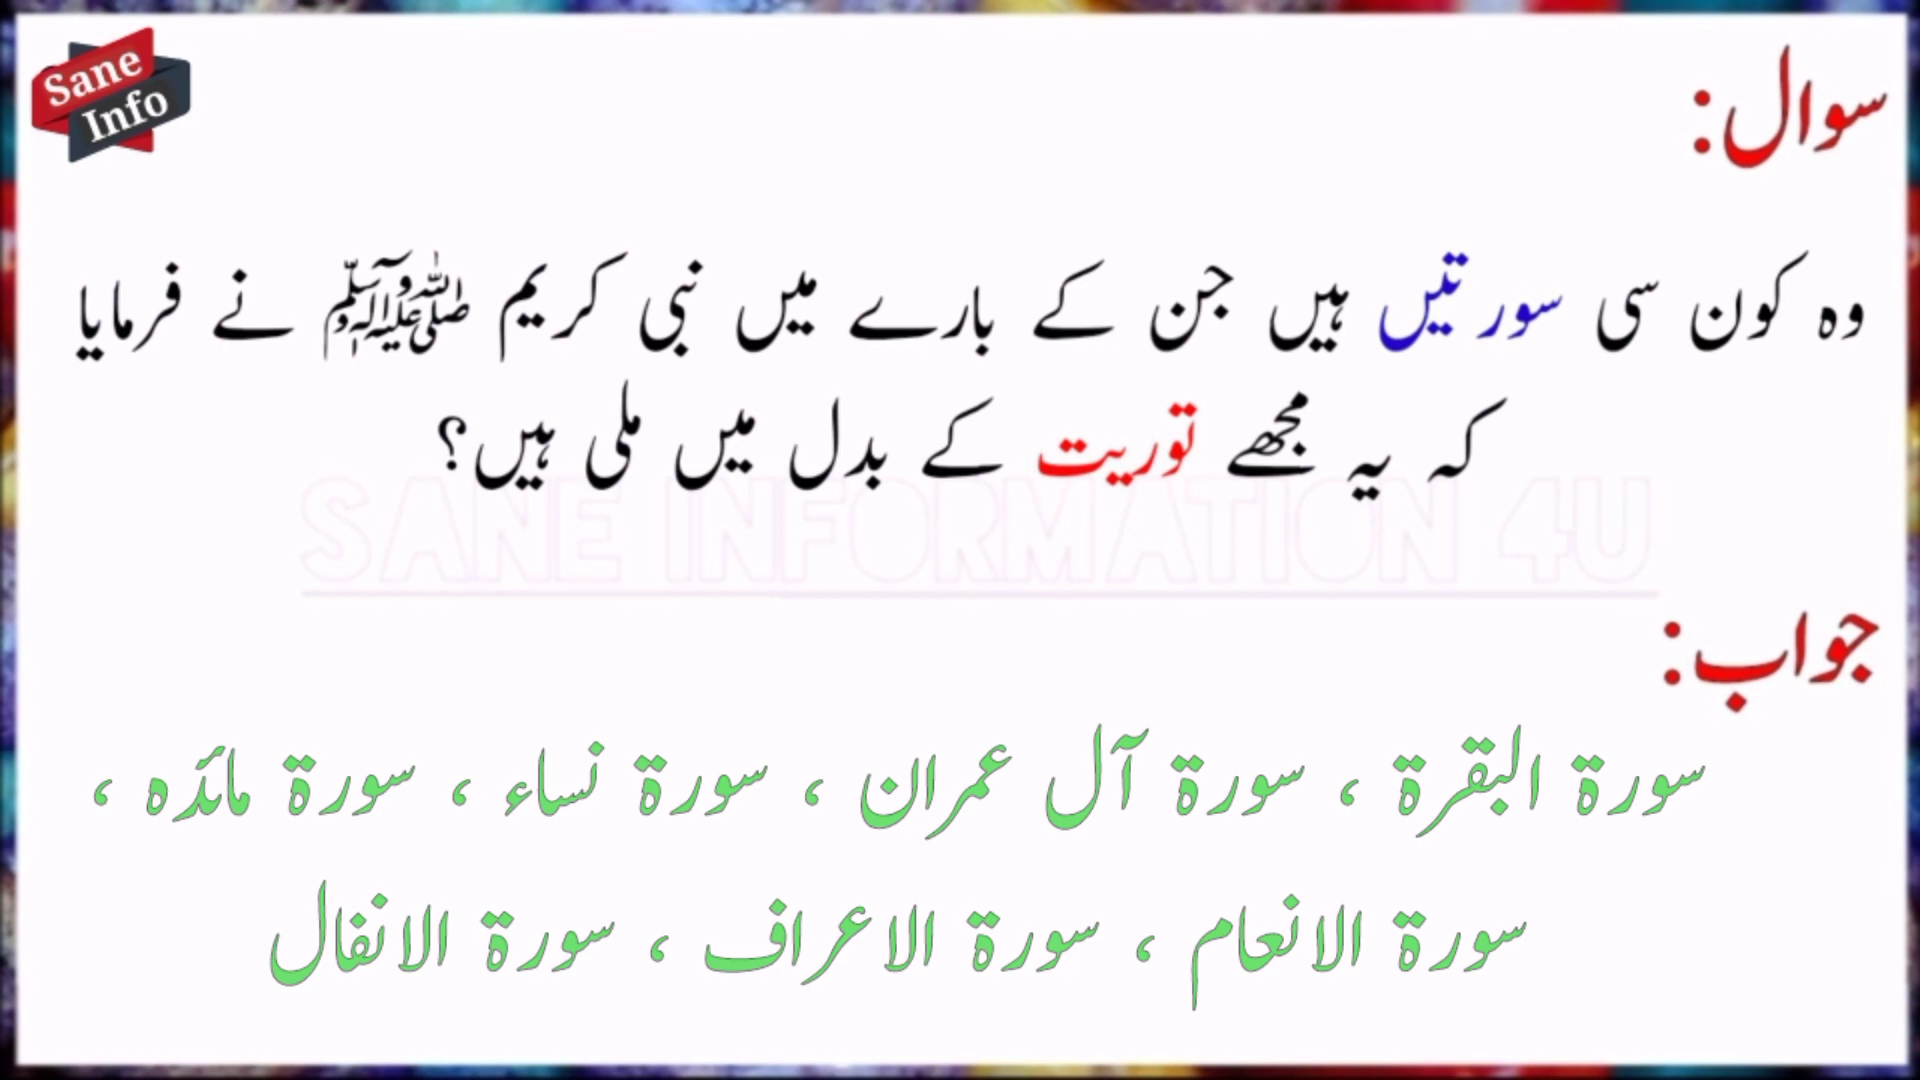 Sane
Info
سوال:
وہ کون سی سورتیں ہیں جن کے بارے میں نبی کریم ﷺ نے فرمایا
کہ یہ مجھے توریت کے بدل میں ملی ہیں؟
SANE INFORMATION 4U
جواب:
سورۃ البقرۃ ، سورۃ آل عمران ، سورۃ نساء ، سورۃ مائدہ ،
سورۃ الانعام ، سورۃ الاعراف ، سورۃ الانفال